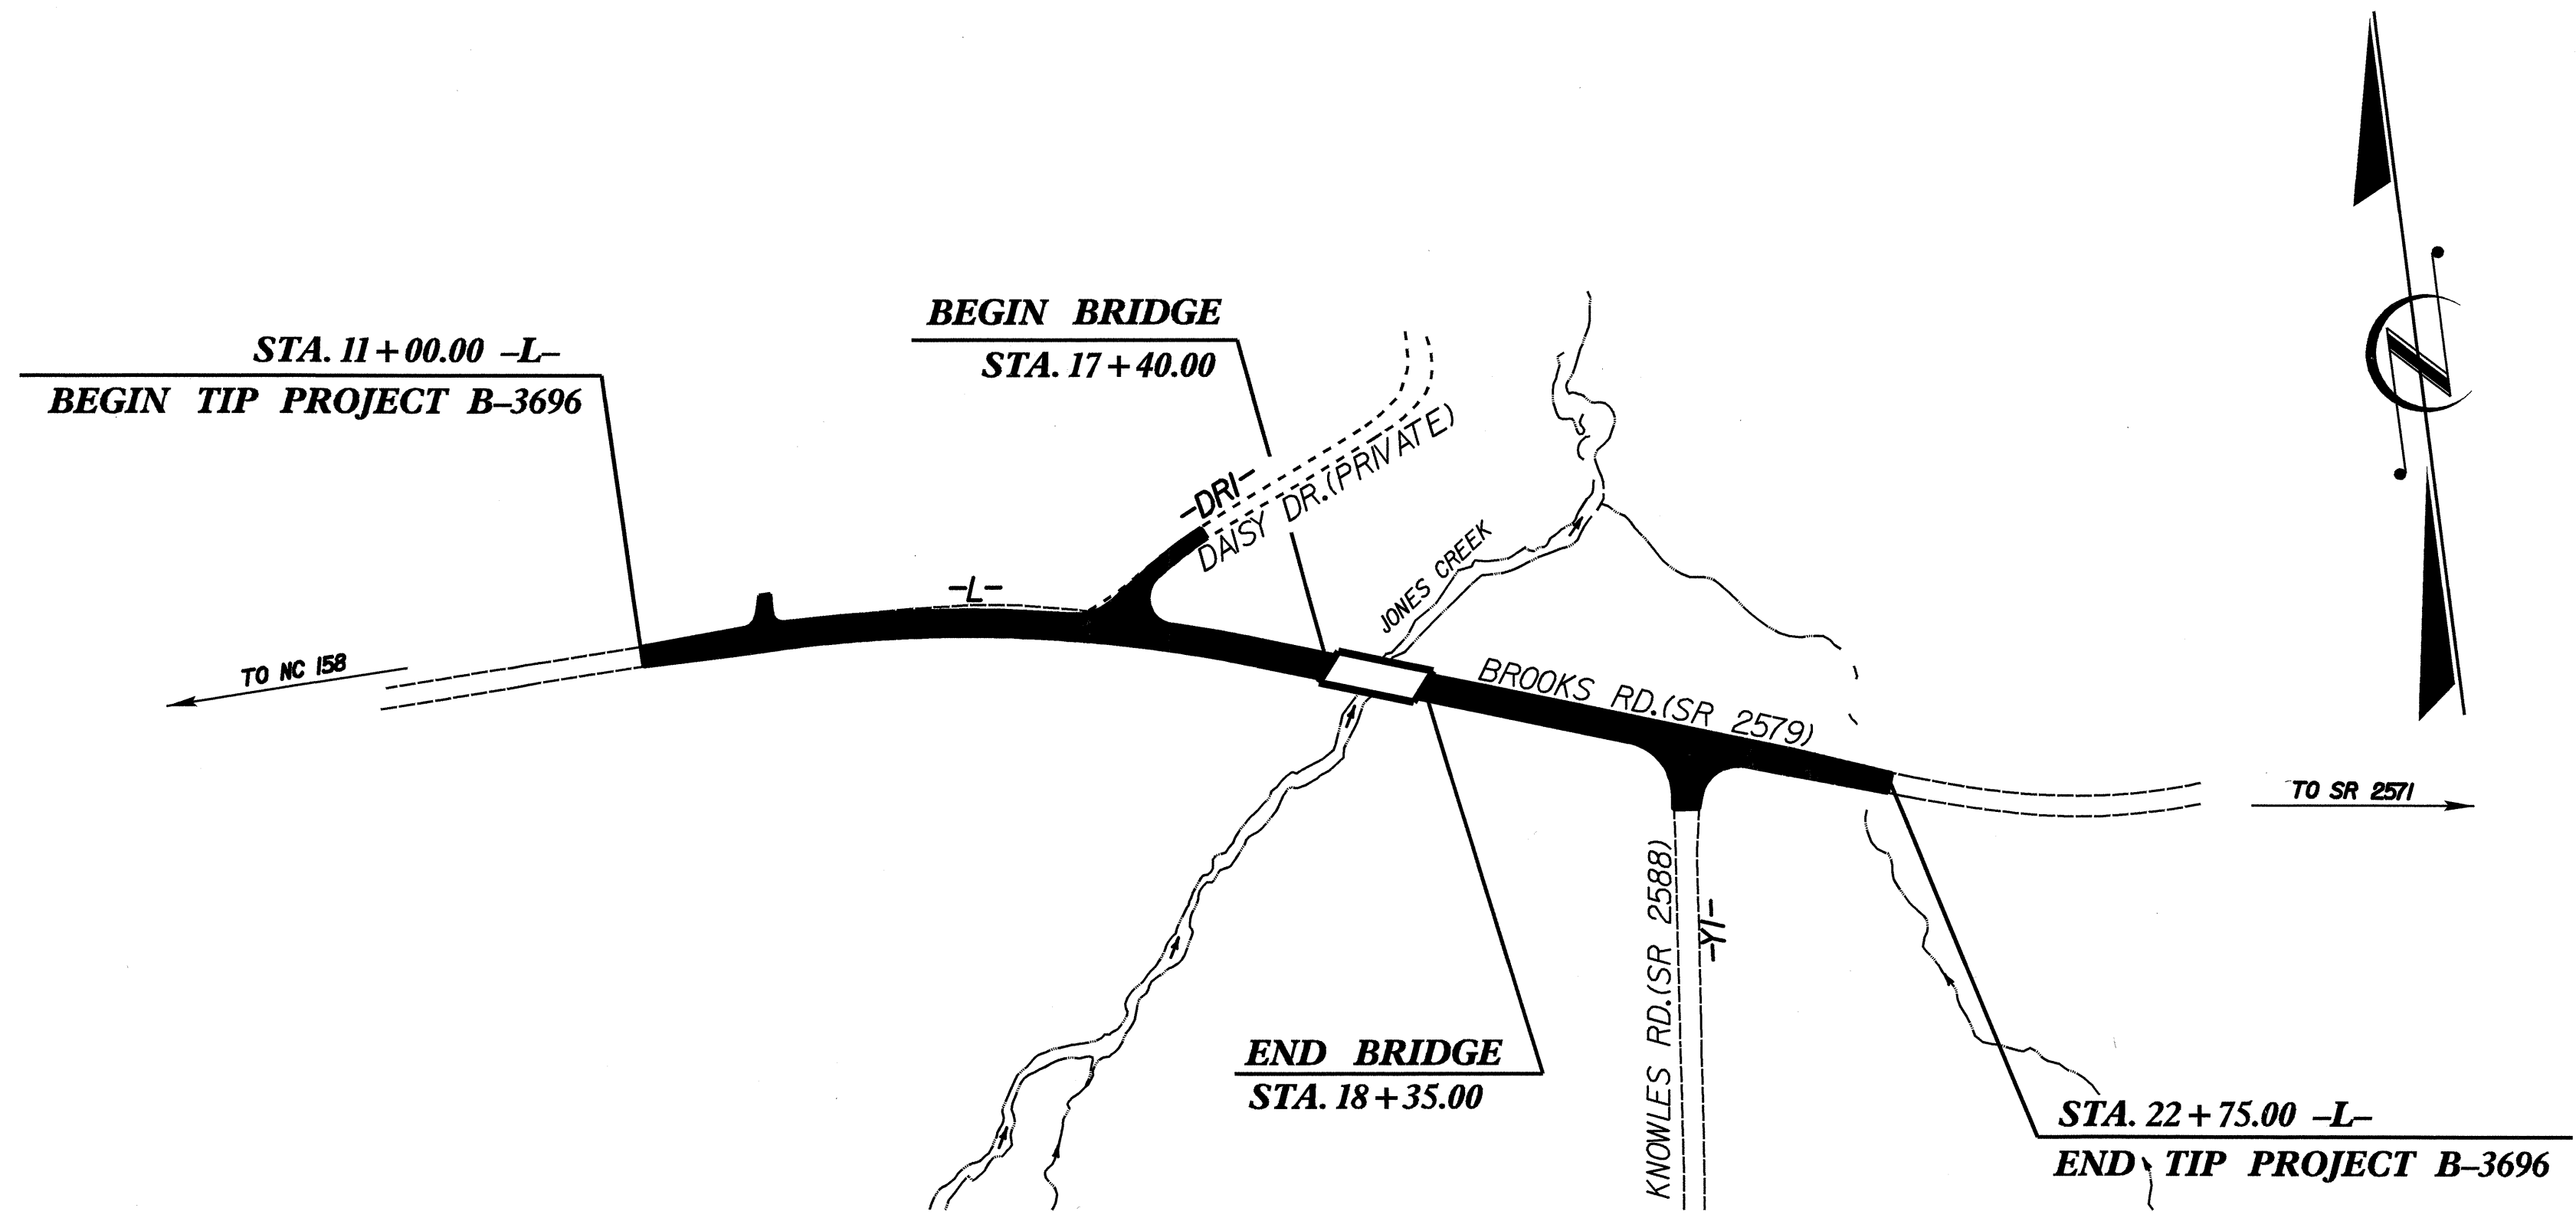 BEGIN BRIDGE
STA. 17+40.00
STA. 11+00.00 -L-
BEGIN TIP PROJECT B-3696
N
-DR1-
DAISY DR.(PRIVATE)
JONES CREEK
-L-
TO NC 158
BROOKS RD.(SR 2579)
TO SR 2571
KNOWLES RD.(SR 2588)
-Y1-
END BRIDGE
STA. 18+35.00
STA. 22+75.00 -L-
END TIP PROJECT B-3696